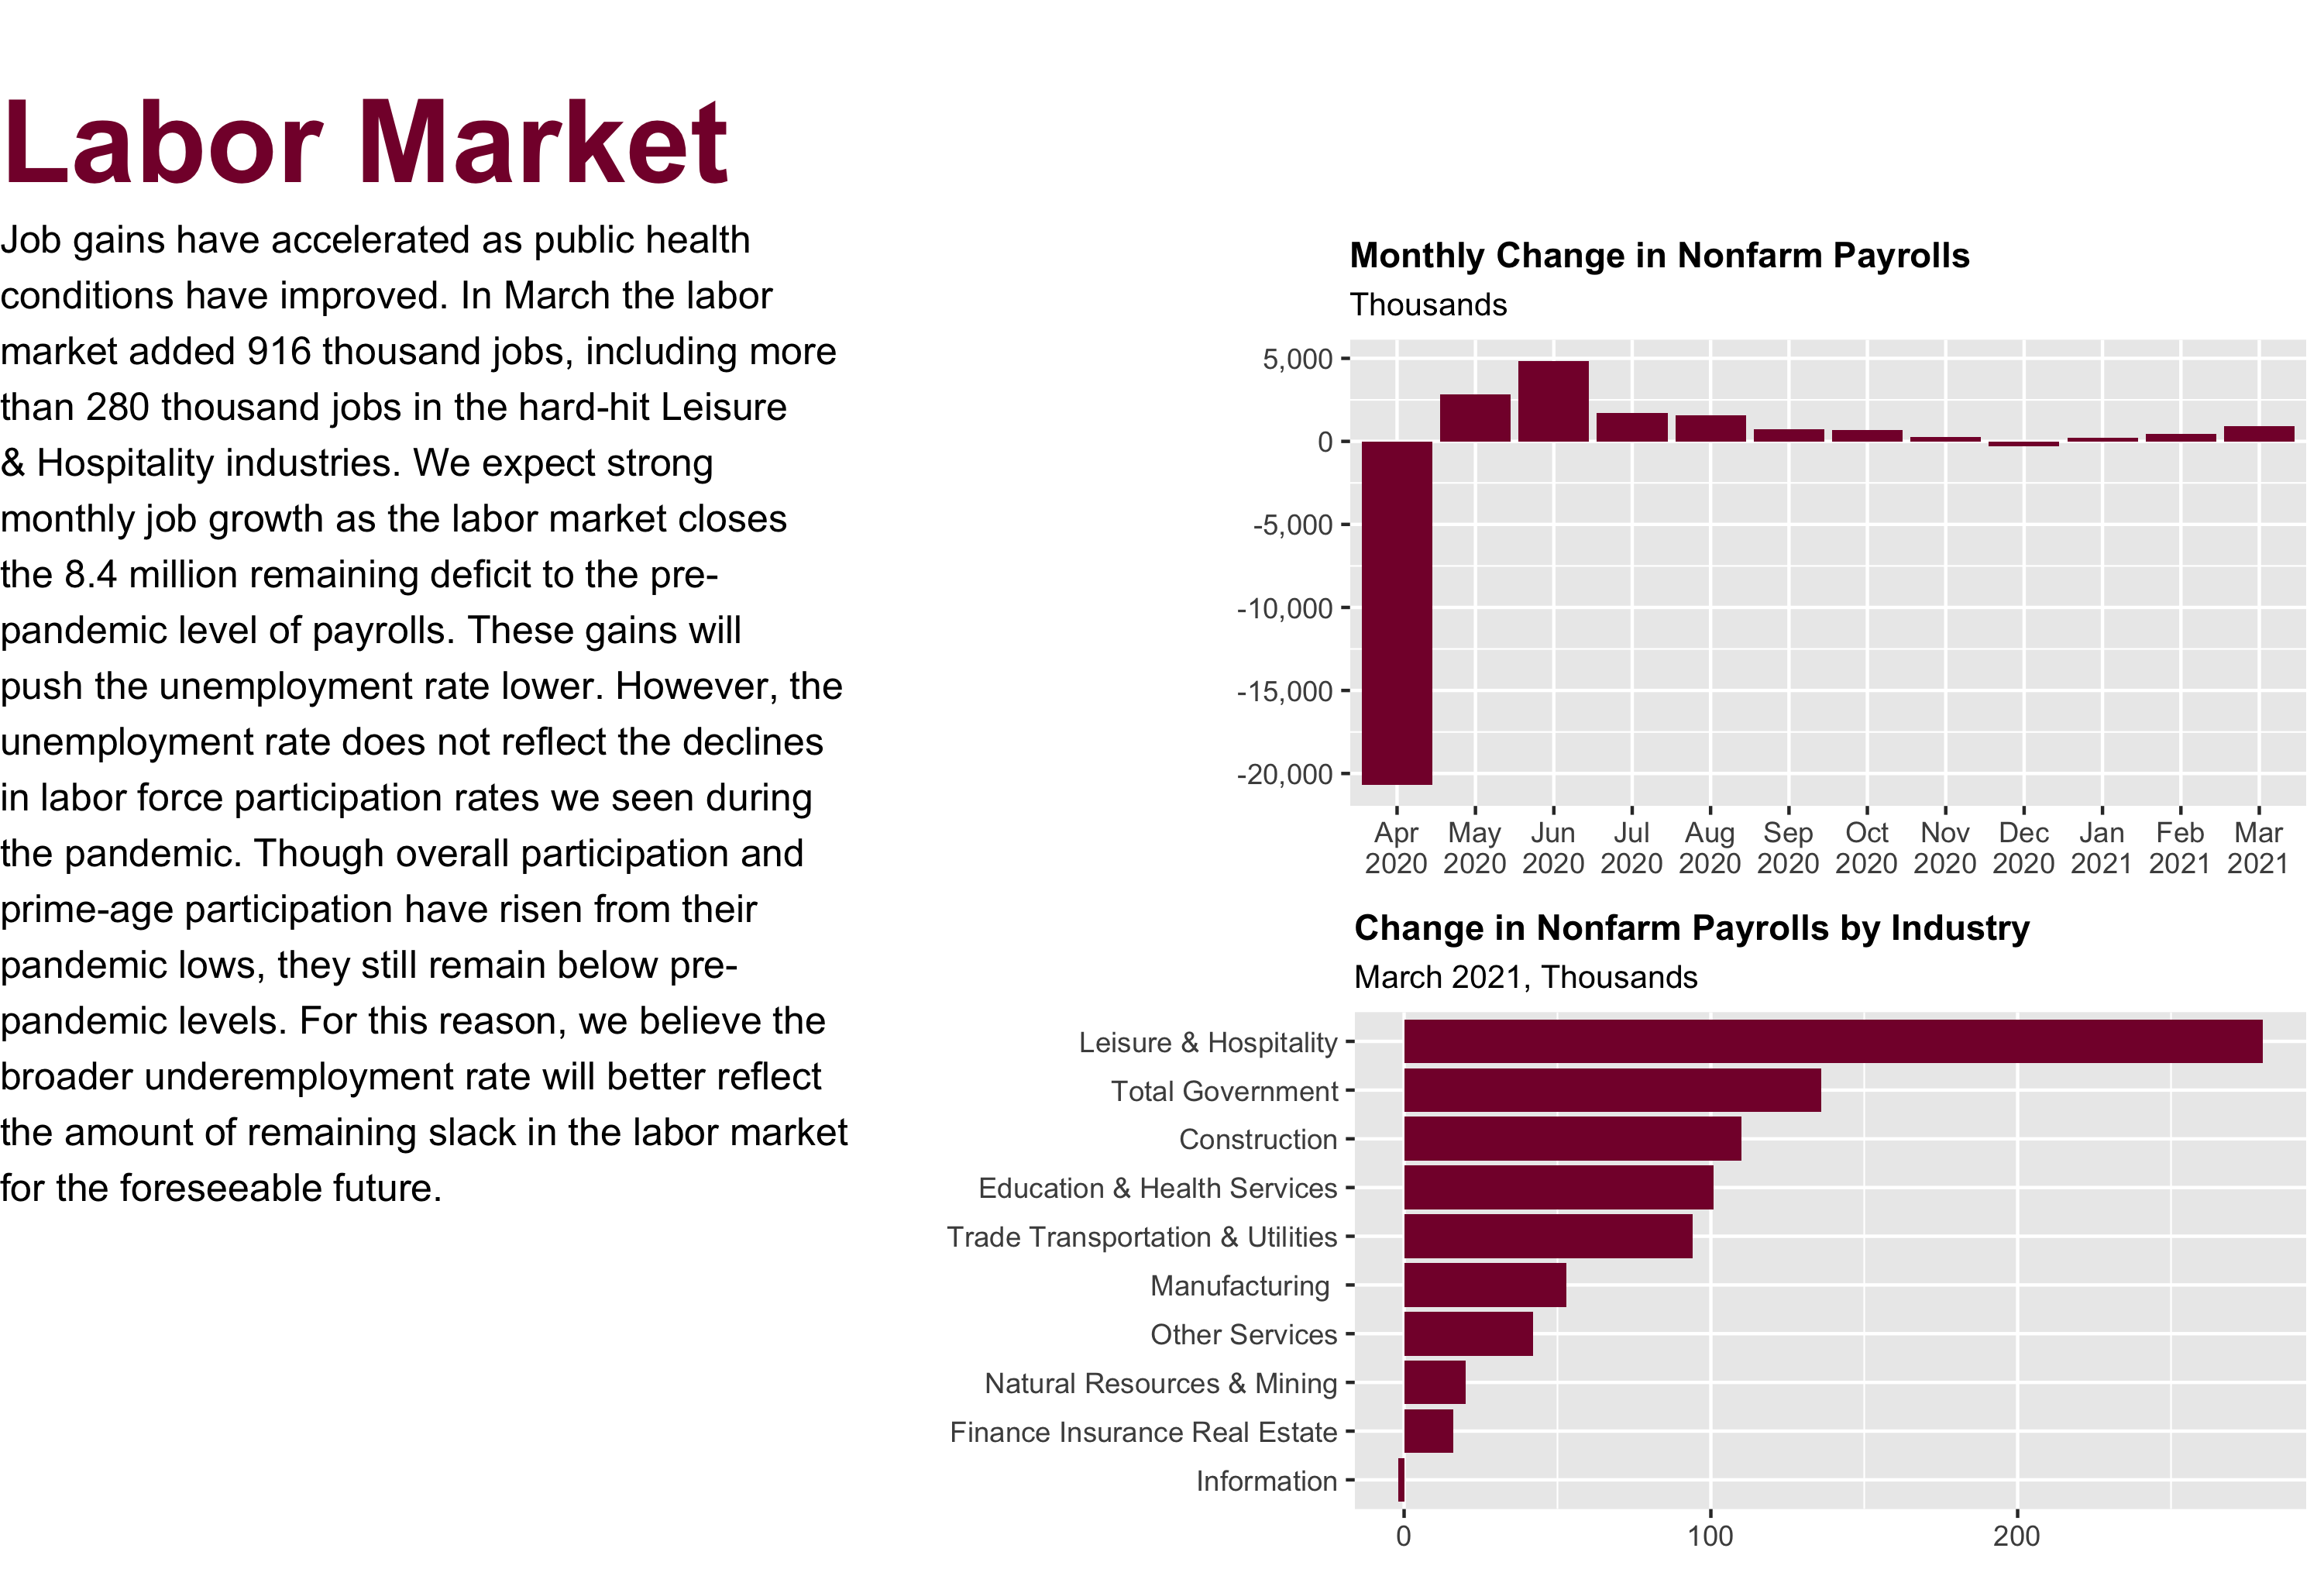 Labor Market
Job gains have accelerated as public health
conditions have improved. In March the labor
market added 916 thousand jobs, including more
than 280 thousand jobs in the hard-hit Leisure
& Hospitality industries. We expect strong
monthly job growth as the labor market closes
the 8.4 million remaining deficit to the pre-
pandemic level of payrolls. These gains will
push the unemployment rate lower. However, the
unemployment rate does not reflect the declines
in labor force participation rates we seen during
the pandemic. Though overall participation and
prime-age participation have risen from their
pandemic lows, they still remain below pre-
pandemic levels. For this reason, we believe the
broader underemployment rate will better reflect
the amount of remaining slack in the labor market
for the foreseeable future.
Monthly Change in Nonfarm Payrolls
Thousands
5,000
0
-5,000
-10,000
-15,000
-20,000
Apr May Jun Jul Aug Sep Oct Nov Dec Jan Feb Mar
2020 2020 2020 2020 2020 2020 2020 2020 2020 2021 2021 2021
Change in Nonfarm Payrolls by Industry
March 2021, Thousands
Leisure & Hospitality
Total Government
Construction
Education & Health Services
Trade Transportation & Utilities
Manufacturing
Other Services
Natural Resources & Mining
Finance Insurance Real Estate
Information
0 100 200